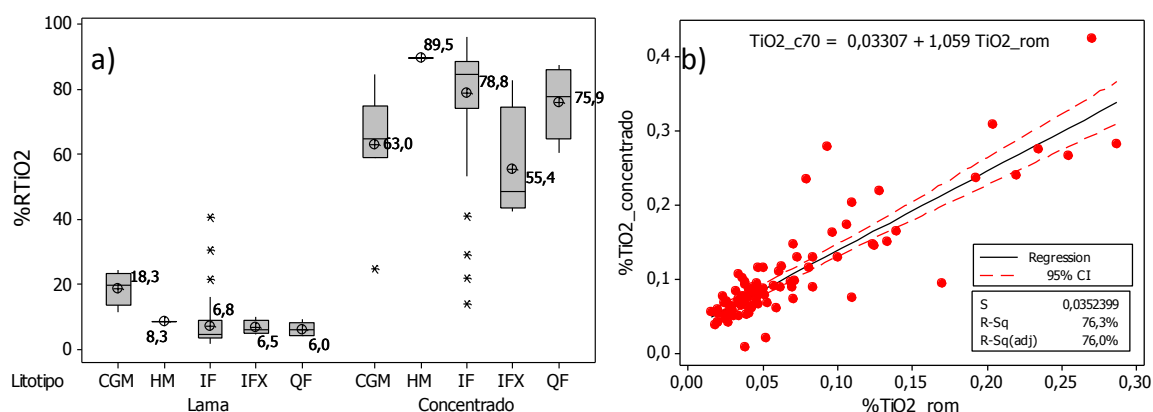 a)
%RTiO2
100
80
60
40
20
0
18,3
8,3
6,8
6,5
6,0
63,0
89,5
78,8
55,4
75,9
Litotipo CGM HM IF IFX QF CGM HM IF IFX QF
Lama Concentrado
b)
TiO2_c70 = 0,03307 + 1,059 TiO2_rom
%TiO2_concentrado
0,4
0,3
0,2
0,1
0,0
Regression
95% CI
S 0,0352399
R-Sq 76,3%
R-Sq(adj) 76,0%
0,00 0,05 0,10 0,15 0,20 0,25 0,30
%TiO2_rom